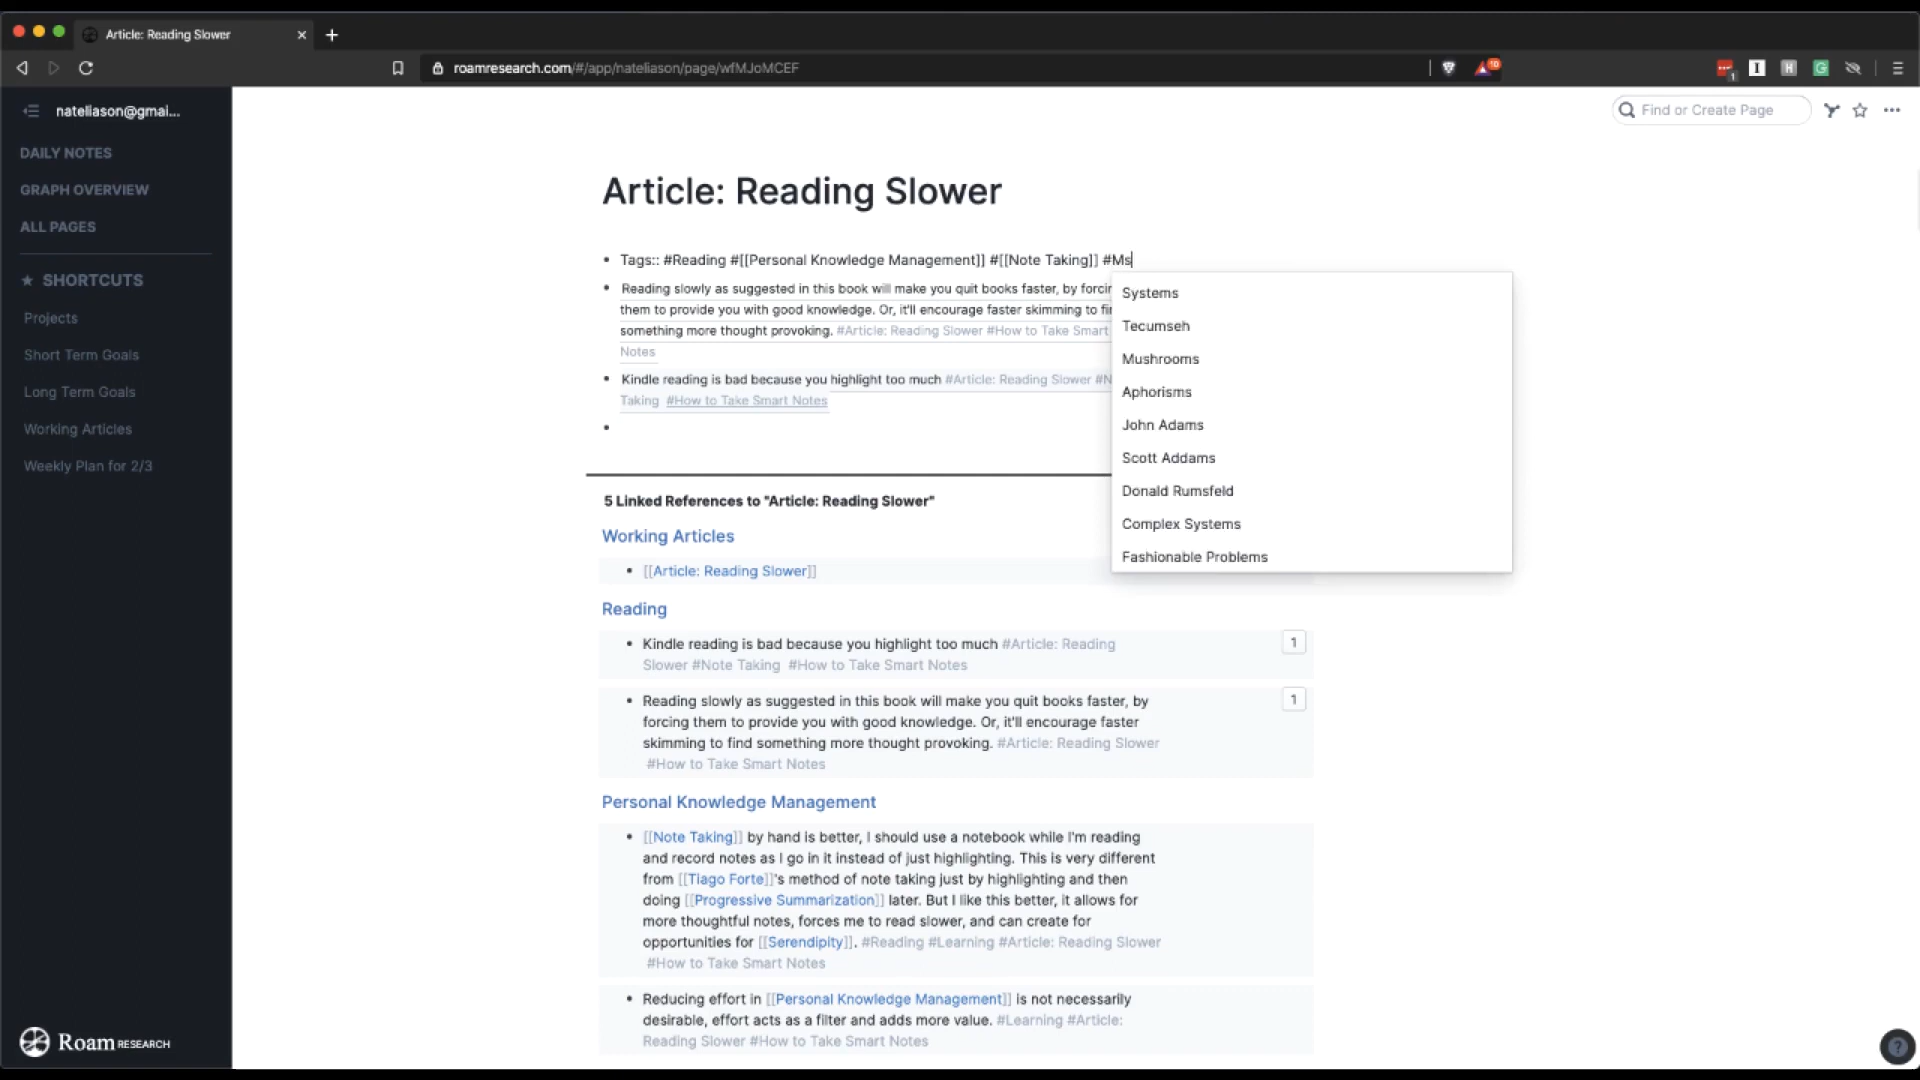 Article: Reading Slower
roamresearch.com/#/app/nateliason/page/wfMJoMCEF
10
1
nateliason@gmai...
Find or Create Page
DAILY NOTES
GRAPH OVERVIEW
ALL PAGES
SHORTCUTS
Projects
Short Term Goals
Long Term Goals
Working Articles
Weekly Plan for 2/3
Roam RESEARCH
Article: Reading Slower
Tags:: #Reading #[[Personal Knowledge Management]] #[[Note Taking]] #Ms
Reading slowly as suggested in this book will make you quit books faster, by forcin
them to provide you with good knowledge. Or, it'll encourage faster skimming to fi
something more thought provoking. #Article: Reading Slower #How to Take Smart
Notes
Kindle reading is bad because you highlight too much #Article: Reading Slower #N
Taking #How to Take Smart Notes
Systems
Tecumseh
Mushrooms
Aphorisms
John Adams
Scott Addams
Donald Rumsfeld
Complex Systems
Fashionable Problems
5 Linked References to "Article: Reading Slower"
Working Articles
[[Article: Reading Slower]]
Reading
Kindle reading is bad because you highlight too much #Article: Reading
Slower #Note Taking #How to Take Smart Notes
1
Reading slowly as suggested in this book will make you quit books faster, by
forcing them to provide you with good knowledge. Or, it'll encourage faster
skimming to find something more thought provoking. #Article: Reading Slower
#How to Take Smart Notes
1
Personal Knowledge Management
[[Note Taking]] by hand is better, I should use a notebook while I'm reading
and record notes as I go in it instead of just highlighting. This is very different
from [[Tiago Forte]]'s method of note taking just by highlighting and then
doing [[Progressive Summarization]] later. But I like this better, it allows for
more thoughtful notes, forces me to read slower, and can create for
opportunities for [[Serendipity]]. #Reading #Learning #Article: Reading Slower
#How to Take Smart Notes
Reducing effort in [[Personal Knowledge Management]] is not necessarily
desirable, effort acts as a filter and adds more value. #Learning #Article:
Reading Slower #How to Take Smart Notes